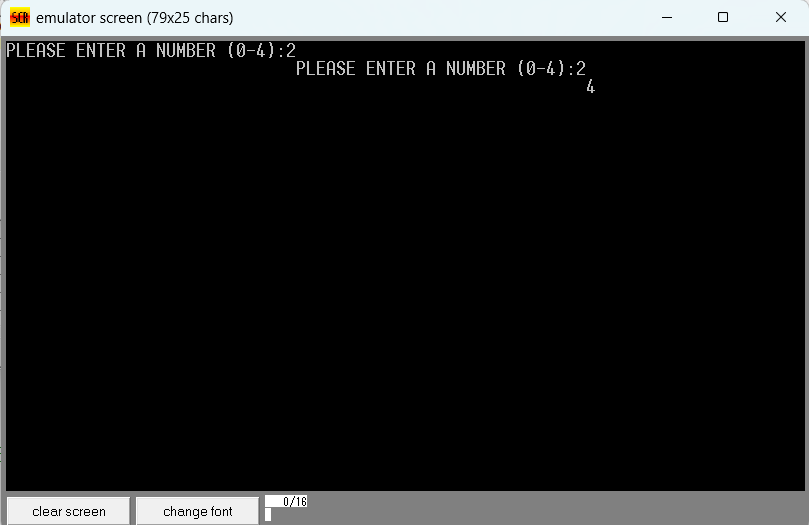 SCR emulator screen (79x25 chars)
PLEASE ENTER A NUMBER (0-4):2
PLEASE ENTER A NUMBER (0-4):2
4
clear screen change font 0/16